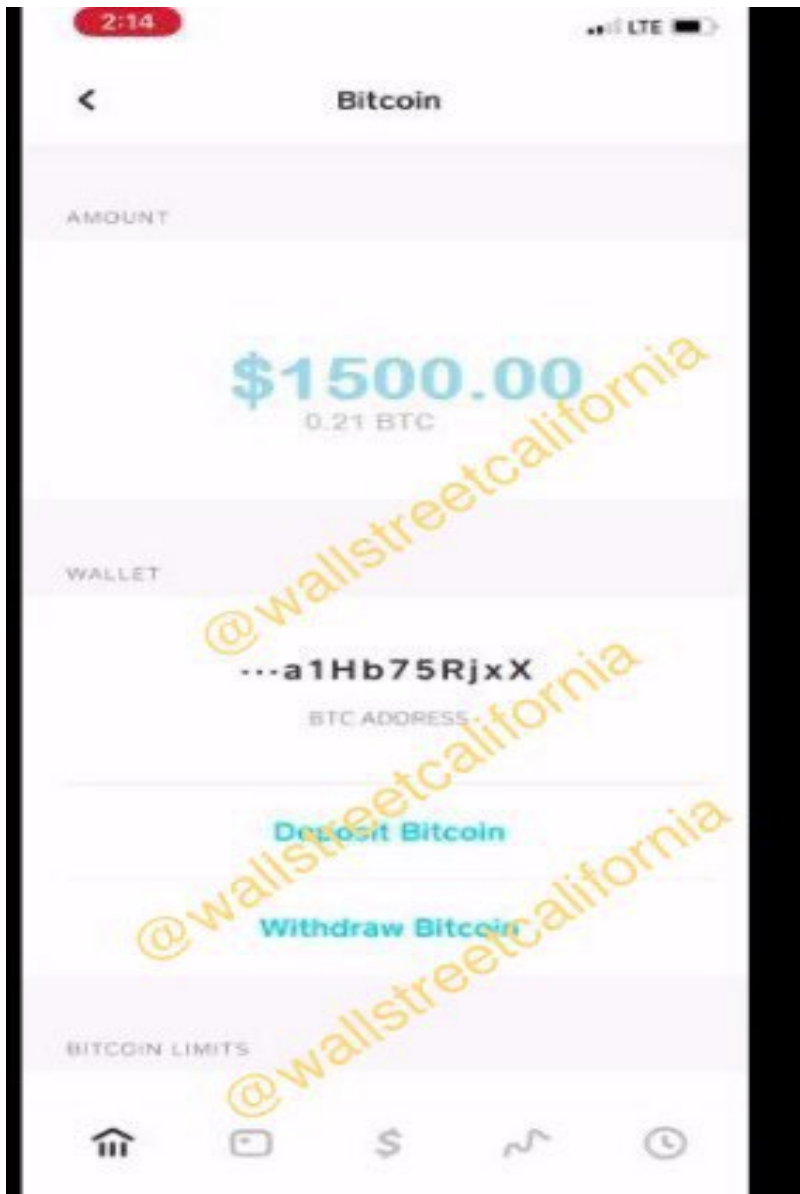 2:14
LTE
Bitcoin
AMOUNT
$1500.00
0.21 BTC
@wallstreetcalifornia
WALLET
···a1Hb75RjxX
BTC ADDRESS
@wallstreetcalifornia
Deposit Bitcoin
Withdraw Bitcoin
@wallstreetcalifornia
BITCOIN LIMITS
$